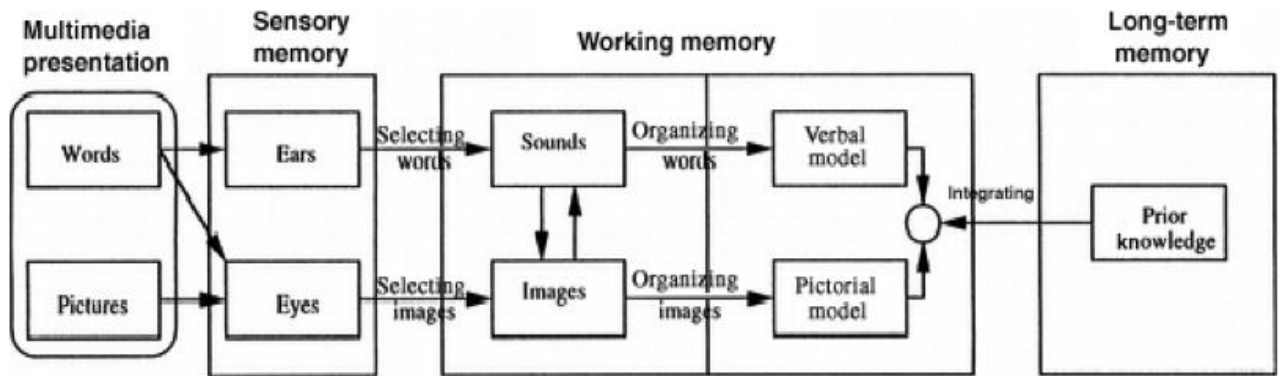 Multimedia
presentation
Sensory
memory
Working memory
Long-term
memory
Words
Ears
Selecting
words
Sounds
Organizing
words
Verbal
model
Integrating
Prior
knowledge
Pictures
Eyes
Selecting
images
Images
Organizing
images
Pictorial
model